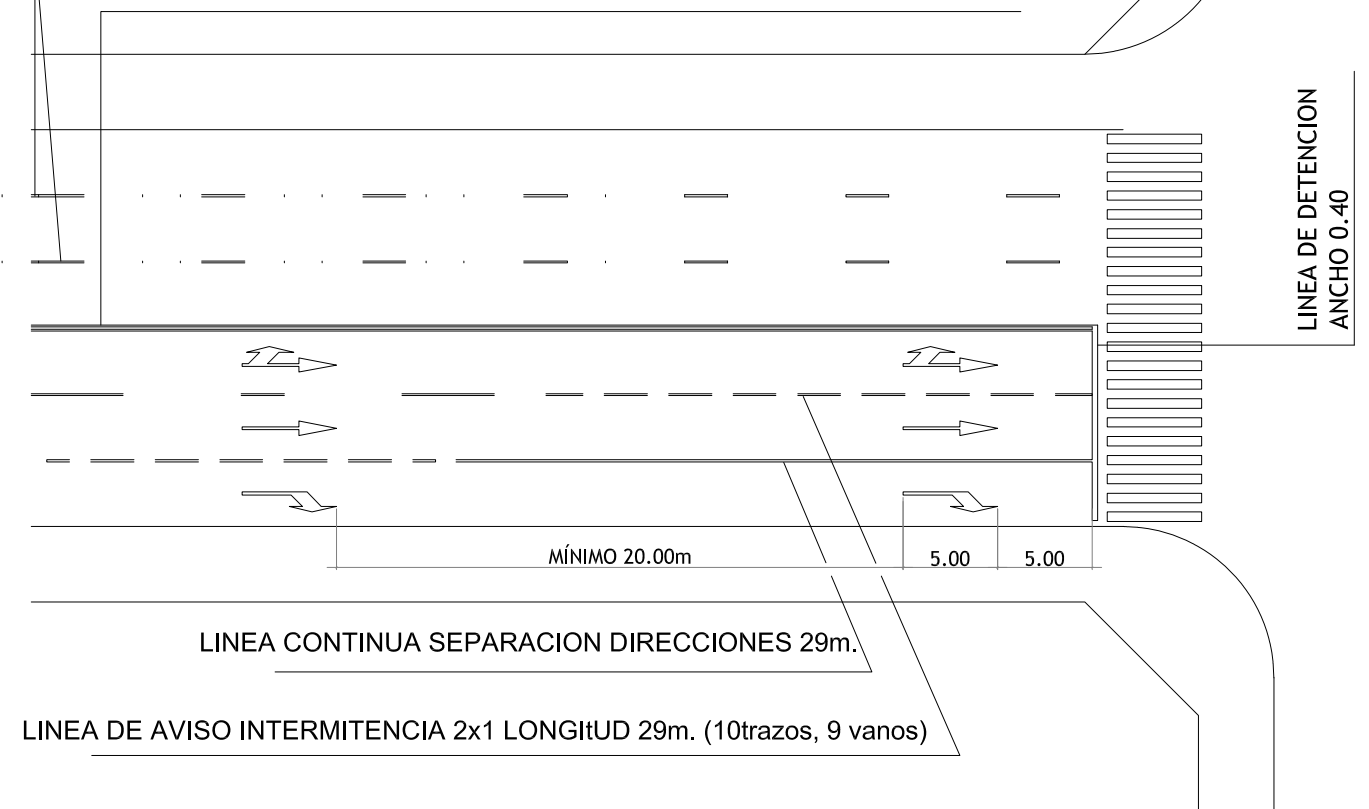 LINEA DE DETENCION
ANCHO 0.40
MÍNIMO 20.00m
5.00
5.00
LINEA CONTINUA SEPARACION DIRECCIONES 29m.
LINEA DE AVISO INTERMITENCIA 2x1 LONGItUD 29m. (10trazos, 9 vanos)